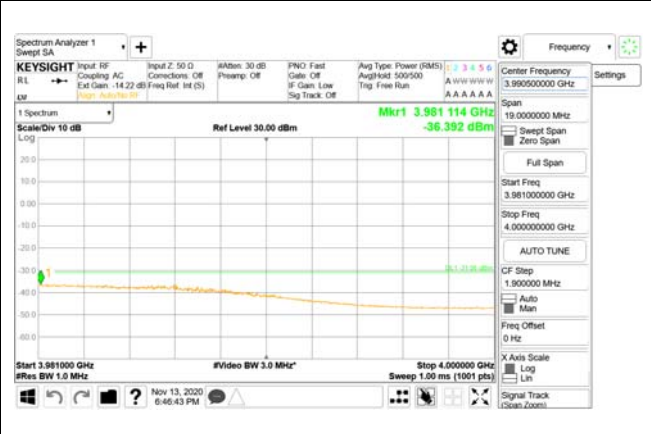 Spectrum Analyzer 1
Swept SA
Frequency
KEYSIGHT
Input: RF
Input Z: 50 Ω
#Atten: 30 dB
PNO: Fast
Avg Type: Power (RMS)
1 2 3 4 5 6
RL
Coupling: AC
Corrections: Off
Preamp: Off
Gate: Off
Avg|Hold: 500/500
A W W W W W
Ext Gain: -14.22 dB
Freq Ref: Int (S)
IF Gain: Low
Trig: Free Run
Align: Auto/No RF
Sig Track: Off
A A A A A A
1 Spectrum
Mkr1 3.981 114 GHz
Scale/Div 10 dB
Ref Level 30.00 dBm
-36.392 dBm
Log
20.0
10.0
0.00
-10.0
-20.0
-30.0
1
-40.0
-50.0
-60.0
Start 3.981000 GHz
#Video BW 3.0 MHz*
Stop 4.000000 GHz
#Res BW 1.0 MHz
Sweep 1.00 ms (1001 pts)
?
Nov 13, 2020
6:46:43 PM
Center Frequency
3.990500000 GHz
Settings
Span
19.0000000 MHz
Swept Span
Zero Span
Full Span
Start Freq
3.981000000 GHz
Stop Freq
4.000000000 GHz
AUTO TUNE
CF Step
1.900000 MHz
Auto
Man
Freq Offset
0 Hz
X Axis Scale
Log
Lin
Signal Track
(Span Zoom)